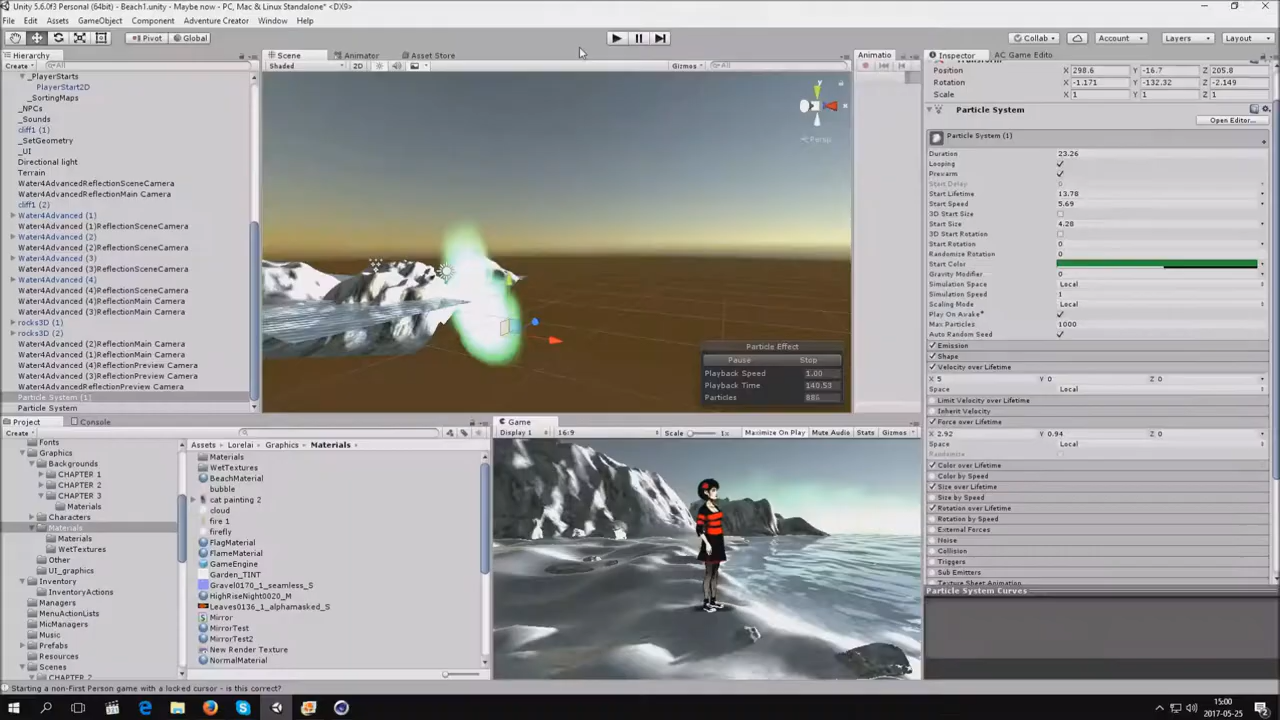 Unity 5.6.0f3 Personal (64bit) - Beach1.unity - Maybe now - PC, Mac & Linux Standalone* <DX9>
File Edit Assets GameObject Component Adventure Creator Window Help
Pivot Global Collab Account Layers Layout
Hierarchy
Create All
_PlayerStarts
PlayerStart2D
_SortingMaps
_NPCs
_Sounds
cliff1 (1)
_SetGeometry
_UI
Directional light
Terrain
Water4AdvancedReflectionSceneCamera
Water4AdvancedReflectionMain Camera
cliff1 (2)
Water4Advanced (1)
Water4Advanced (1)ReflectionSceneCamera
Water4Advanced (2)
Water4Advanced (2)ReflectionSceneCamera
Water4Advanced (3)
Water4Advanced (3)ReflectionSceneCamera
Water4Advanced (4)
Water4Advanced (4)ReflectionSceneCamera
Water4Advanced (4)ReflectionMain Camera
Water4Advanced (3)ReflectionMain Camera
rocks3D (1)
rocks3D (2)
Water4Advanced (2)ReflectionMain Camera
Water4Advanced (1)ReflectionMain Camera
Water4Advanced (3)ReflectionPreview Camera
Water4AdvancedReflectionPreview Camera
Particle System (1)
Particle System
Scene Animator Asset Store
Shaded 2D Gizmos All
y
Persp
Particle Effect
Pause Stop
Playback Speed 1.00
Playback Time 140.53
Particles 886
Animatio
Project Console
Create
Fonts
Graphics
Backgrounds
CHAPTER 1
CHAPTER 2
CHAPTER 3
Materials
Characters
Materials
Materials
WetTextures
Other
UI_graphics
Inventory
InventoryActions
Managers
MenuActionLists
MicManagers
Music
Prefabs
Resources
Scenes
CHAPTER 2
Assets Lorelai Graphics Materials
Materials
WetTextures
BeachMaterial
bubble
cat painting 2
cloud
fire 1
firefly
FlagMaterial
FlameMaterial
GameEngine
Garden_TINT
Gravel0170_1_seamless_S
HighRiseNight0020_M
Leaves0136_1_alphamasked_S
Mirror
MirrorTest
MirrorTest2
New Render Texture
NormalMaterial
Game
Display 1 16:9 Scale 1x Maximize On Play Mute Audio Stats Gizmos
Inspector AC Game Edito
Position X 298.6 Y -16.7 Z 205.8
Rotation X -1.171 Y -132.32 Z -2.149
Scale X 1 Y 1 Z 1
Particle System
Open Editor...
Particle System (1)
Duration 23.26
Looping
Prewarm
Start Delay 0
Start Lifetime 13.78
Start Speed 5.69
3D Start Size
Start Size 4.28
3D Start Rotation
Start Rotation 0
Randomize Rotation 0
Start Color
Gravity Modifier 0
Simulation Space Local
Simulation Speed 1
Scaling Mode Local
Play On Awake*
Max Particles 1000
Auto Random Seed
Emission
Shape
Velocity over Lifetime
X 5 Y 0 Z 0
Space Local
Limit Velocity over Lifetime
Inherit Velocity
Force over Lifetime
X 2.92 Y 0.94 Z 0
Space Local
Randomize
Color over Lifetime
Color by Speed
Size over Lifetime
Size by Speed
Rotation over Lifetime
Rotation by Speed
External Forces
Noise
Collision
Triggers
Sub Emitters
Texture Sheet Animation
Particle System Curves
Starting a non-First Person game with a locked cursor - is this correct?
15:00
2017-05-25